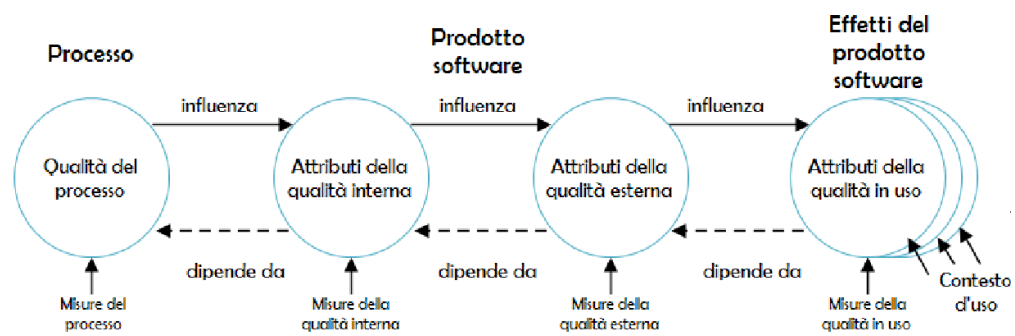 Processo
Prodotto
software
Effetti del
prodotto
software
influenza
influenza
influenza
Qualità del
processo
Attributi della
qualità interna
Attributi della
qualità esterna
Attributi della
qualità in uso
dipende da
dipende da
dipende da
Misure del
processo
Misure della
qualità interna
Misure della
qualità esterna
Misure della
qualità in uso
Contesto
d'uso